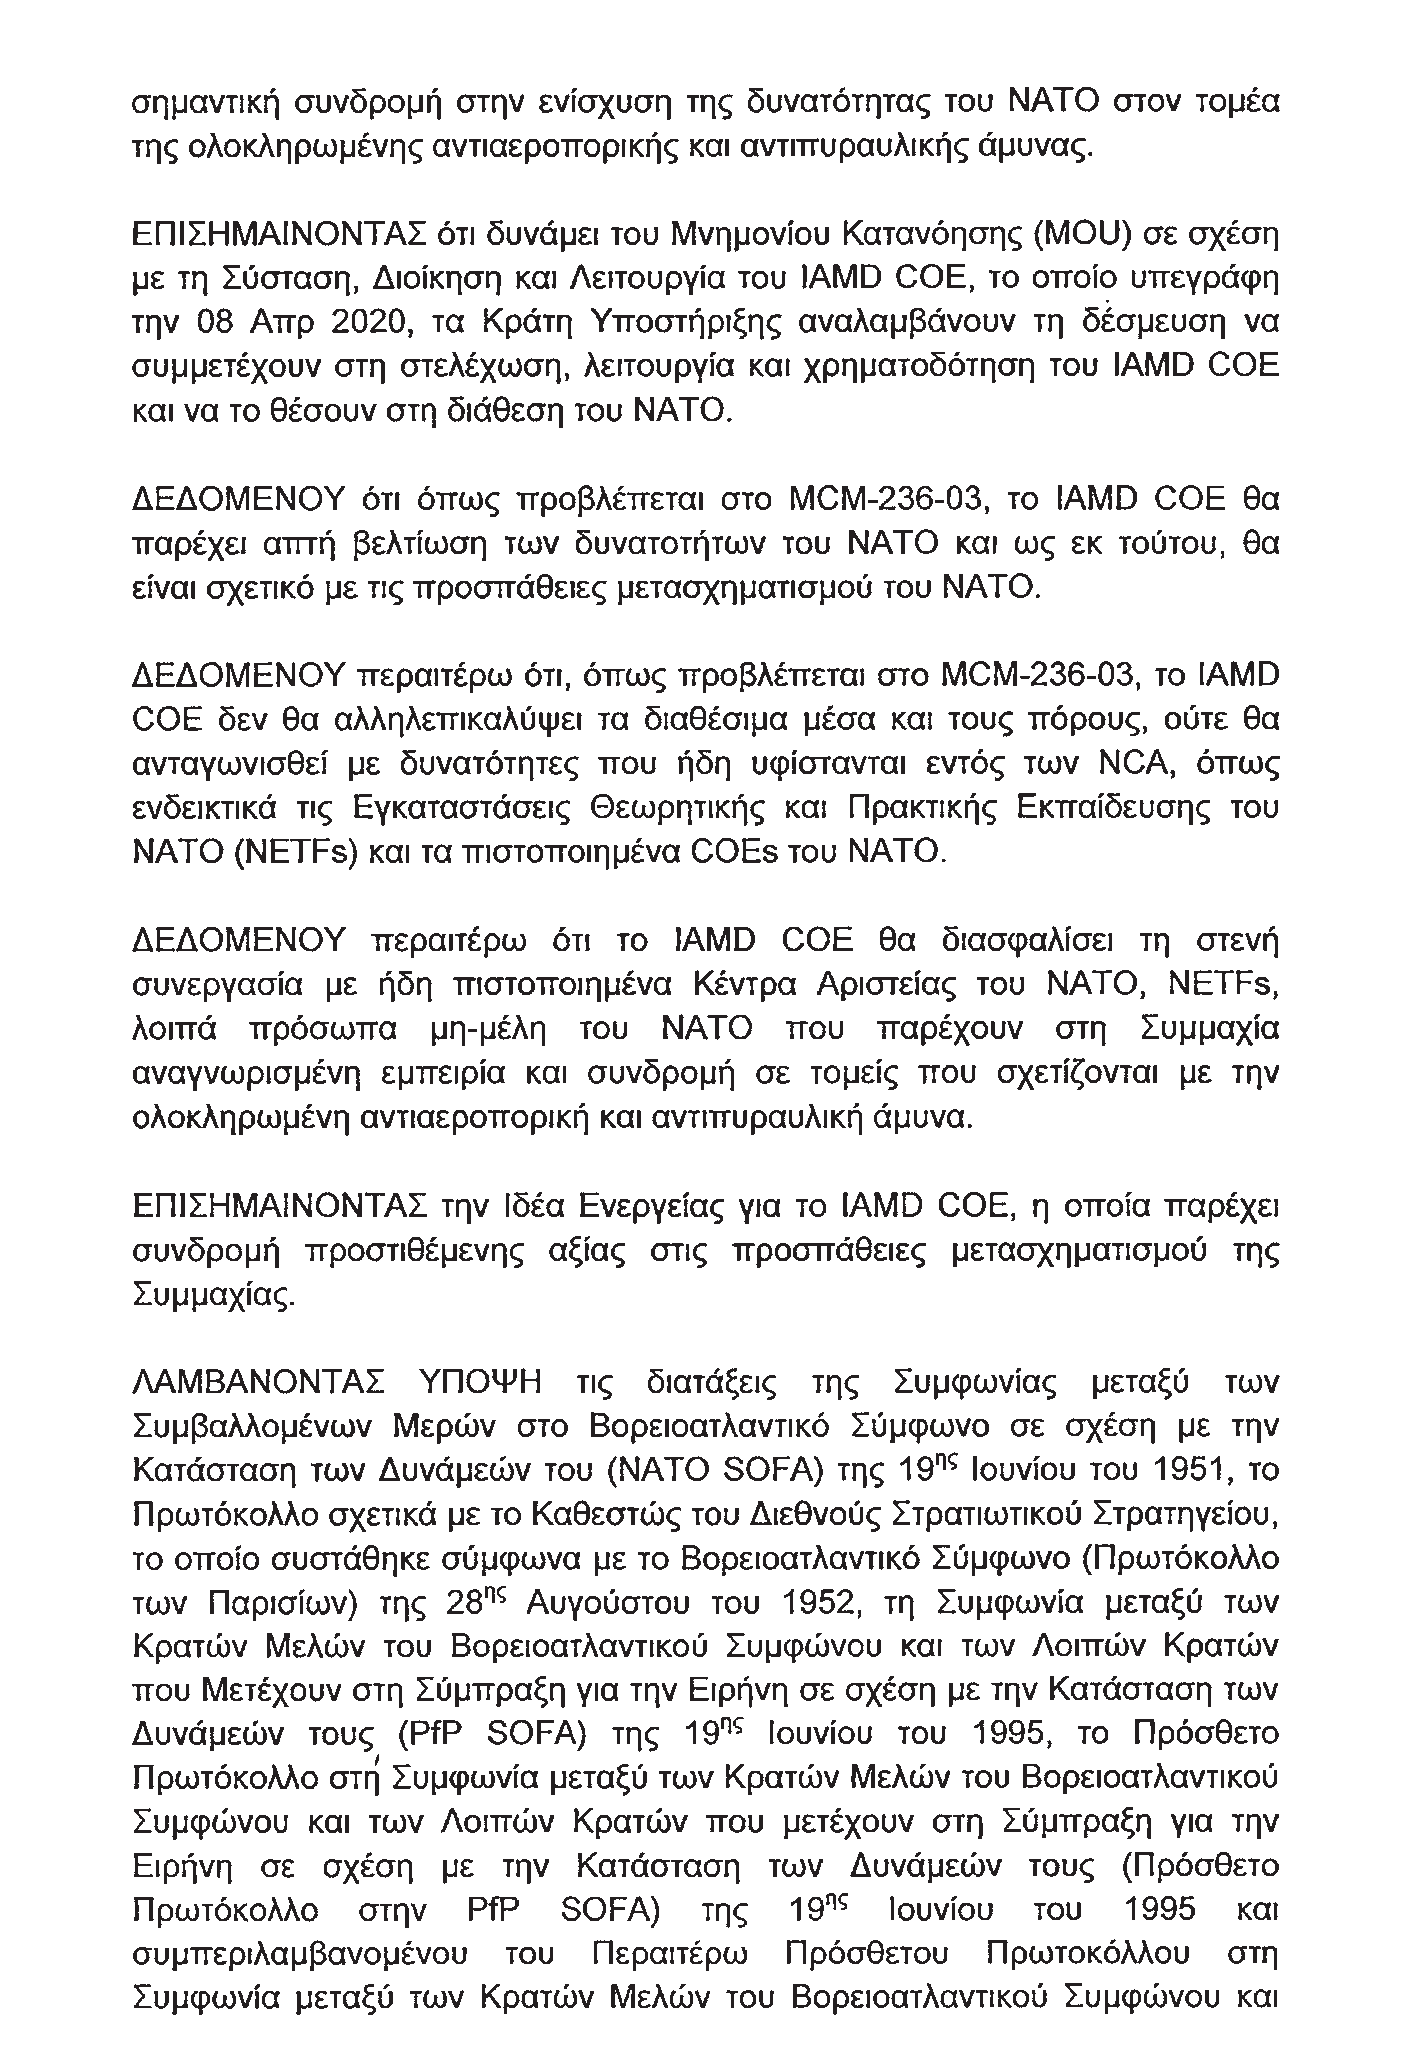 σημαντική συνδρομή στην ενίσχυση της δυνατότητας του ΝΑΤΟ στον τομέα
της ολοκληρωμένης αντιαεροπορικής και αντιπυραυλικής άμυνας.
ΕΠΙΣΗΜΑΙΝΟΝΤΑΣ ότι δυνάμει του Μνημονίου Κατανόησης (MOU) σε σχέση
με τη Σύσταση, Διοίκηση και Λειτουργία του IAMD COE, το οποίο υπεγράφη
την 08 Απρ 2020, τα Κράτη Υποστήριξης αναλαμβάνουν τη δέσμευση να
συμμετέχουν στη στελέχωση, λειτουργία και χρηματοδότηση του IAMD COE
και να το θέσουν στη διάθεση του ΝΑΤΟ.
ΔΕΔΟΜΕΝΟΥ ότι όπως προβλέπεται στο MCM-236-03, το IAMD COE θα
παρέχει απτή βελτίωση των δυνατοτήτων του ΝΑΤΟ και ως εκ τούτου, θα
είναι σχετικό με τις προσπάθειες μετασχηματισμού του ΝΑΤΟ.
ΔΕΔΟΜΕΝΟΥ περαιτέρω ότι, όπως προβλέπεται στο MCM-236-03, το IAMD
COE δεν θα αλληλεπικαλύψει τα διαθέσιμα μέσα και τους πόρους, ούτε θα
ανταγωνισθεί με δυνατότητες που ήδη υφίστανται εντός των NCA, όπως
ενδεικτικά τις Εγκαταστάσεις Θεωρητικής και Πρακτικής Εκπαίδευσης του
ΝΑΤΟ (NETFs) και τα πιστοποιημένα COEs του ΝΑΤΟ.
ΔΕΔΟΜΕΝΟΥ περαιτέρω ότι το IAMD COE θα διασφαλίσει τη στενή
συνεργασία με ήδη πιστοποιημένα Κέντρα Αριστείας του ΝΑΤΟ, NETFs,
λοιπά πρόσωπα μη-μέλη του ΝΑΤΟ που παρέχουν στη Συμμαχία
αναγνωρισμένη εμπειρία και συνδρομή σε τομείς που σχετίζονται με την
ολοκληρωμένη αντιαεροπορική και αντιπυραυλική άμυνα.
ΕΠΙΣΗΜΑΙΝΟΝΤΑΣ την Ιδέα Ενεργείας για το IAMD COE, η οποία παρέχει
συνδρομή προστιθέμενης αξίας στις προσπάθειες μετασχηματισμού της
Συμμαχίας.
ΛΑΜΒΑΝΟΝΤΑΣ ΥΠΟΨΗ τις διατάξεις της Συμφωνίας μεταξύ των
Συμβαλλομένων Μερών στο Βορειοατλαντικό Σύμφωνο σε σχέση με την
Κατάσταση των Δυνάμεών του (NATO SOFA) της 19ης Ιουνίου του 1951, το
Πρωτόκολλο σχετικά με το Καθεστώς του Διεθνούς Στρατιωτικού Στρατηγείου,
το οποίο συστάθηκε σύμφωνα με το Βορειοατλαντικό Σύμφωνο (Πρωτόκολλο
των Παρισίων) της 28ης Αυγούστου του 1952, τη Συμφωνία μεταξύ των
Κρατών Μελών του Βορειοατλαντικού Συμφώνου και των Λοιπών Κρατών
που Μετέχουν στη Σύμπραξη για την Ειρήνη σε σχέση με την Κατάσταση των
Δυνάμεών τους (PfP SOFA) της 19ης Ιουνίου του 1995, το Πρόσθετο
Πρωτόκολλο στη Συμφωνία μεταξύ των Κρατών Μελών του Βορειοατλαντικού
Συμφώνου και των Λοιπών Κρατών που μετέχουν στη Σύμπραξη για την
Ειρήνη σε σχέση με την Κατάσταση των Δυνάμεών τους (Πρόσθετο
Πρωτόκολλο στην PfP SOFA) της 19ης Ιουνίου του 1995 και
συμπεριλαμβανομένου του Περαιτέρω Πρόσθετου Πρωτοκόλλου στη
Συμφωνία μεταξύ των Κρατών Μελών του Βορειοατλαντικού Συμφώνου και